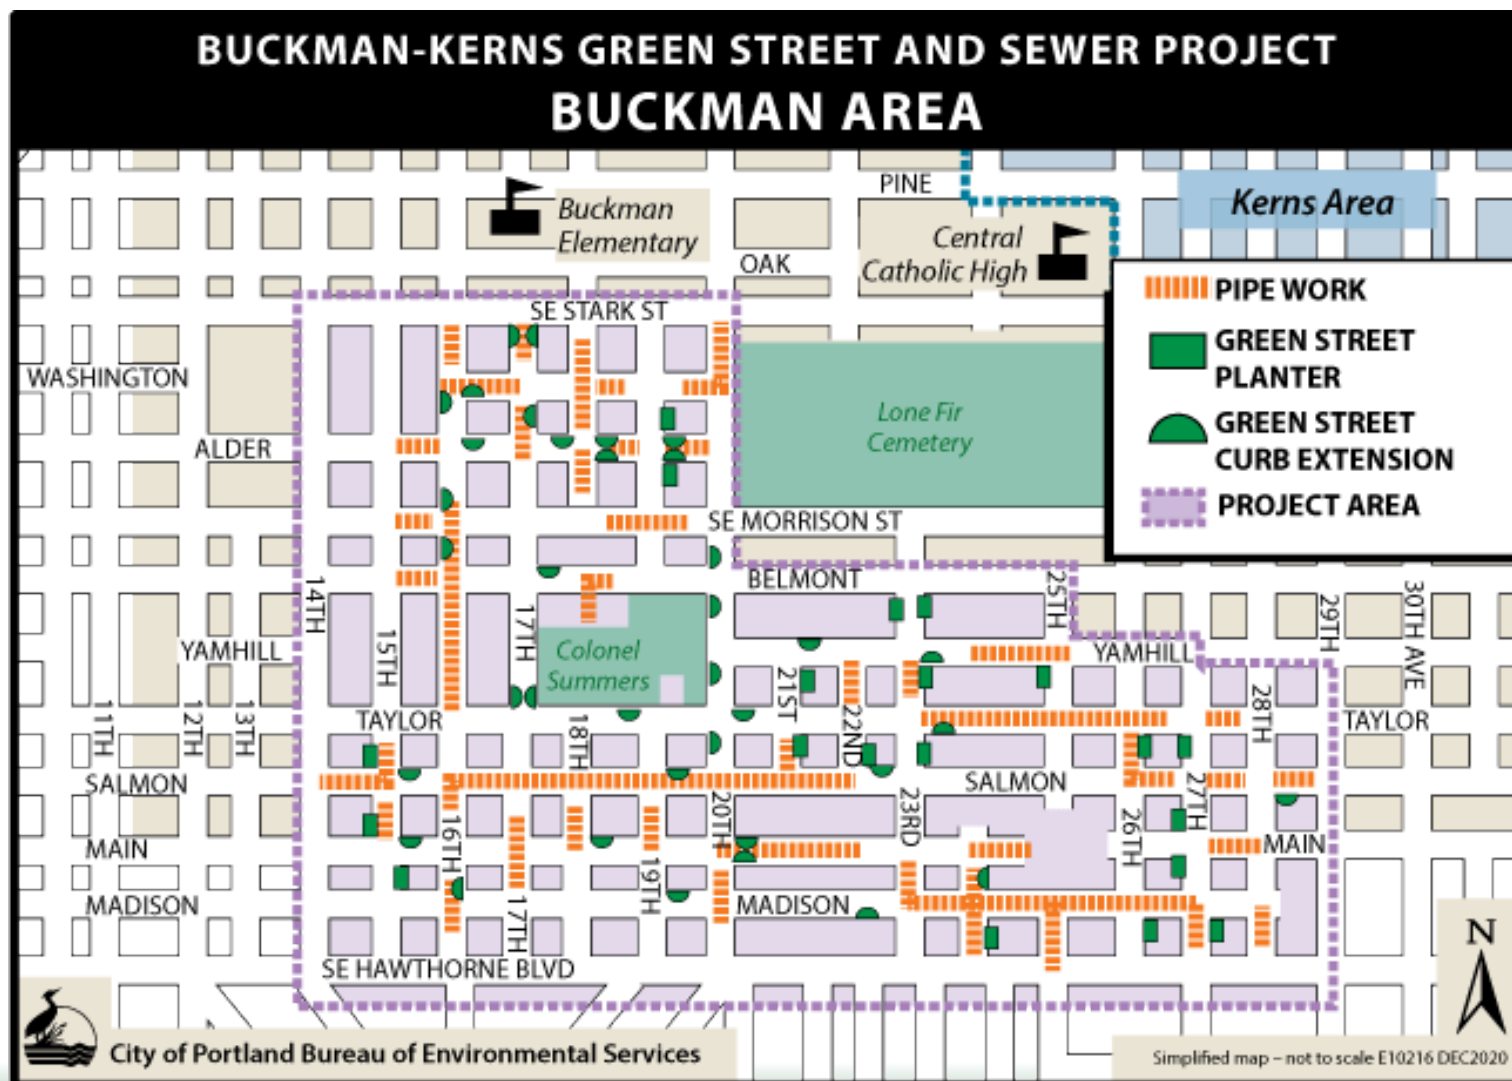 BUCKMAN-KERNS GREEN STREET AND SEWER PROJECT
BUCKMAN AREA
PINE
Kerns Area
Buckman
Elementary
Central
Catholic High
OAK
PIPE WORK
GREEN STREET
PLANTER
GREEN STREET
CURB EXTENSION
PROJECT AREA
SE STARK ST
WASHINGTON
Lone Fir
Cemetery
ALDER
SE MORRISON ST
BELMONT
14TH
15TH
17TH
25TH
29TH
30TH AVE
YAMHILL
Colonel
Summers
YAMHILL
11TH
12TH
13TH
TAYLOR
18TH
21ST
22ND
28TH
TAYLOR
SALMON
SALMON
16TH
20TH
23RD
26TH
27TH
MAIN
MAIN
19TH
17TH
MADISON
MADISON
SE HAWTHORNE BLVD
N
City of Portland Bureau of Environmental Services
Simplified map – not to scale E10216 DEC2020